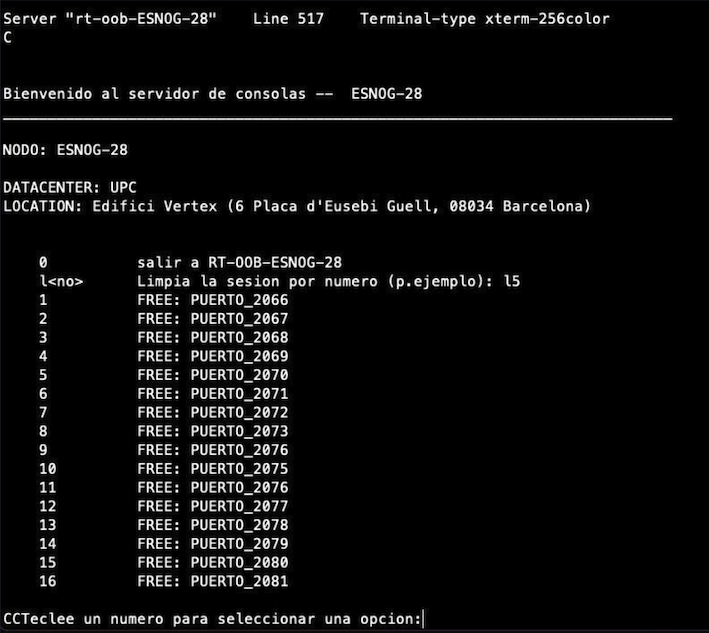 Server "rt-oob-ESNOG-28"    Line 517    Terminal-type xterm-256color
C
Bienvenido al servidor de consolas --  ESNOG-28
NODO: ESNOG-28
DATACENTER: UPC
LOCATION: Edifici Vertex (6 Placa d'Eusebi Guell, 08034 Barcelona)
0          salir a RT-OOB-ESNOG-28
l<no>      Limpia la sesion por numero (p.ejemplo): l5
1          FREE: PUERTO_2066
2          FREE: PUERTO_2067
3          FREE: PUERTO_2068
4          FREE: PUERTO_2069
5          FREE: PUERTO_2070
6          FREE: PUERTO_2071
7          FREE: PUERTO_2072
8          FREE: PUERTO_2073
9          FREE: PUERTO_2076
10         FREE: PUERTO_2075
11         FREE: PUERTO_2076
12         FREE: PUERTO_2077
13         FREE: PUERTO_2078
14         FREE: PUERTO_2079
15         FREE: PUERTO_2080
16         FREE: PUERTO_2081
CCTeclee un numero para seleccionar una opcion: